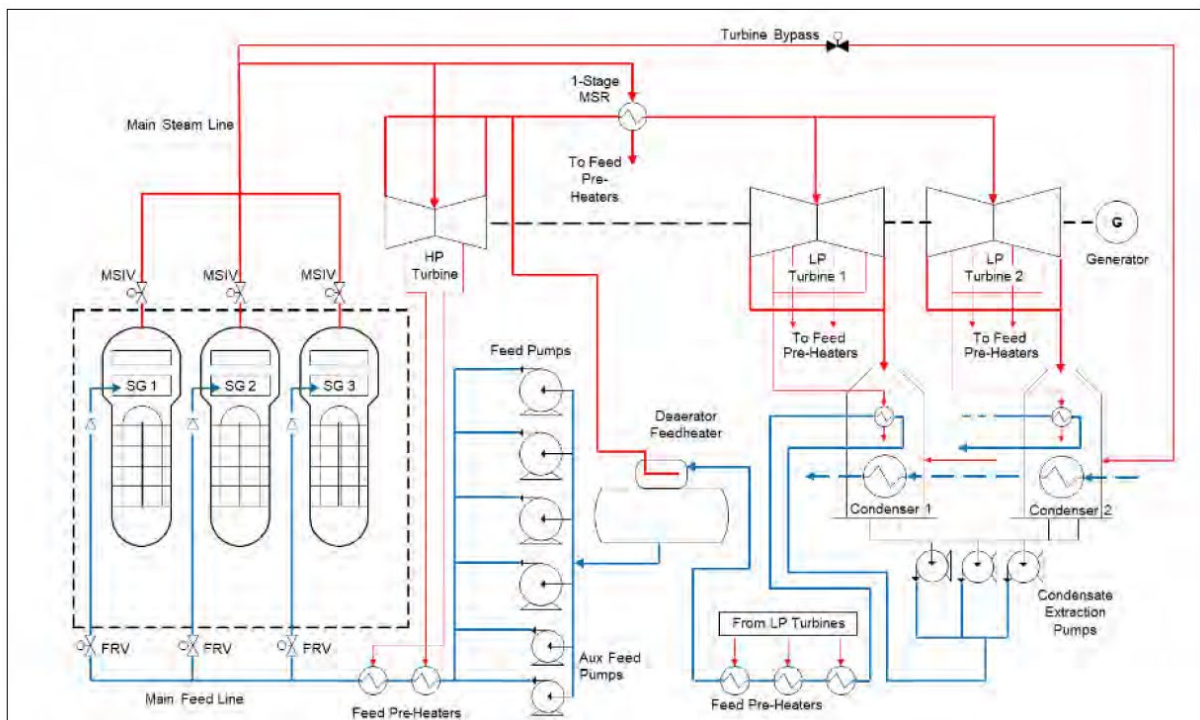 Turbine Bypass
1-Stage
MSR
Main Steam Line
To Feed
Pre-
Heaters
G
Generator
HP
Turbine
LP
Turbine 1
LP
Turbine 2
MSIV
MSIV
MSIV
To Feed
Pre-Heaters
To Feed
Pre-Heaters
Feed Pumps
SG 1
SG 2
SG 3
Deaerator
Feedheater
Condenser 1
Condenser 2
Condensate
Extraction
Pumps
From LP Turbines
FRV
FRV
FRV
Aux Feed
Pumps
Main Feed Line
Feed Pre-Heaters
Feed Pre-Heaters